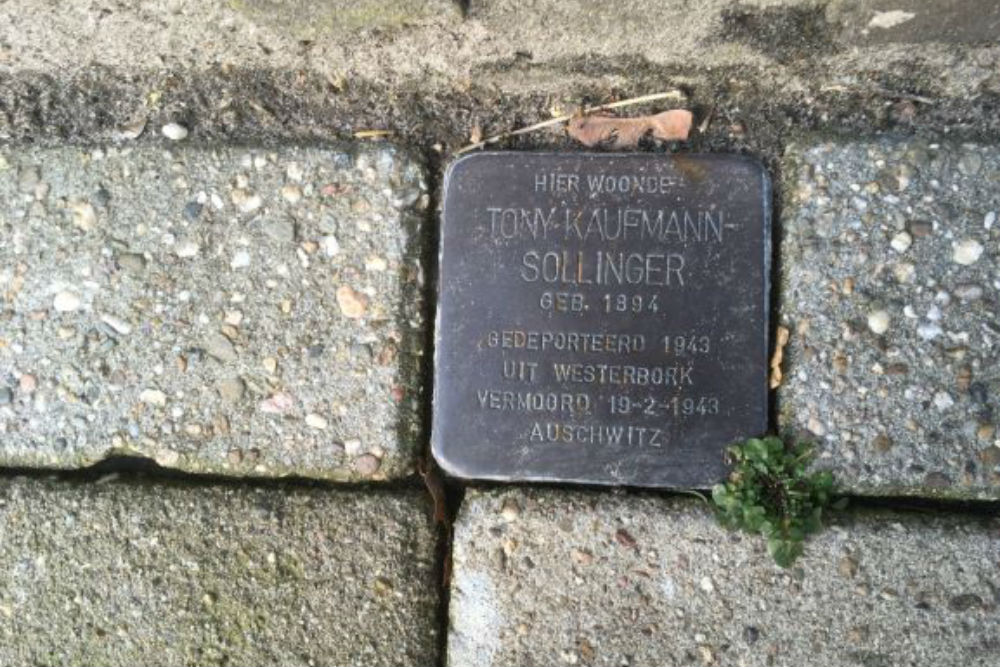 HIER WOONDE
TONY KAUFMANN-
SOLLINGER
GEB. 1894
GEDEPORTEERD 1943
UIT WESTERBORK
VERMOORD 19-2-1943
AUSCHWITZ